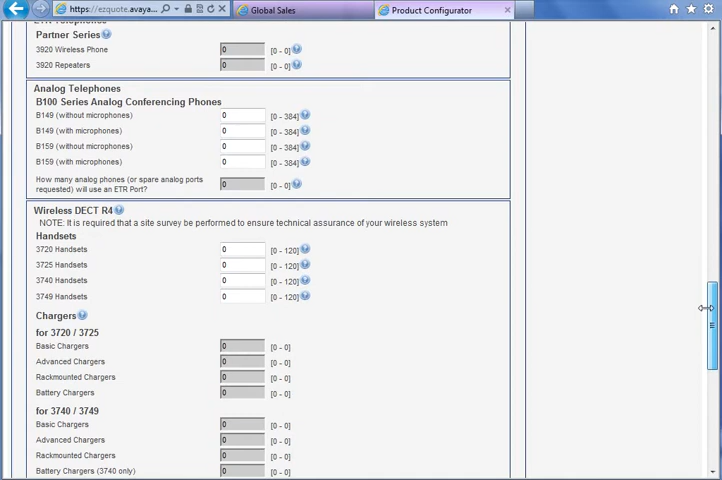 https://ezquote.avaya...
Global Sales
Product Configurator
Partner Series
3920 Wireless Phone 0 [0 - 0]
3920 Repeaters 0 [0 - 0]
Analog Telephones
B100 Series Analog Conferencing Phones
B149 (without microphones) 0 [0 - 384]
B149 (with microphones) 0 [0 - 384]
B159 (without microphones) 0 [0 - 384]
B159 (with microphones) 0 [0 - 384]
How many analog phones (or spare analog ports
requested) will use an ETR Port? 0 [0 - 0]
Wireless DECT R4
NOTE: It is required that a site survey be performed to ensure technical assurance of your wireless system
Handsets
3720 Handsets 0 [0 - 120]
3725 Handsets 0 [0 - 120]
3740 Handsets 0 [0 - 120]
3749 Handsets 0 [0 - 120]
Chargers
for 3720 / 3725
Basic Chargers 0 [0 - 0]
Advanced Chargers 0 [0 - 0]
Rackmounted Chargers 0 [0 - 0]
Battery Chargers 0 [0 - 0]
for 3740 / 3749
Basic Chargers 0 [0 - 0]
Advanced Chargers 0 [0 - 0]
Rackmounted Chargers 0 [0 - 0]
Battery Chargers (3740 only) 0 [0 - 0]